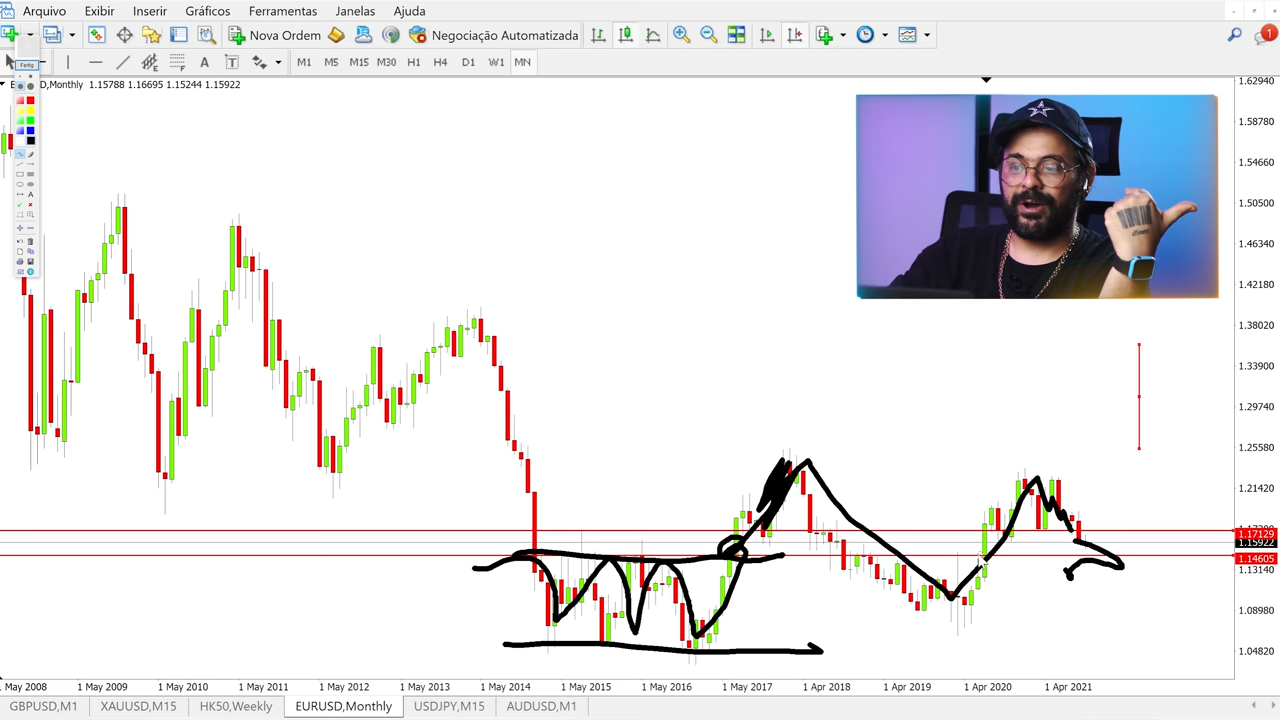 Arquivo Exibir Inserir Gráficos Ferramentas Janelas Ajuda
Nova Ordem Negociação Automatizada 1
A T M1 M5 M15 M30 H1 H4 D1 W1 MN
Fertig
D,Monthly 1.15788 1.16695 1.15244 1.15922
A
1.62940
1.58780
1.54660
1.50500
1.46340
1.42180
1.38020
1.33900
1.29740
1.25580
1.21420
1.17129
1.15922
1.14605
1.13140
1.08980
1.04820
1 May 2008 1 May 2009 1 May 2010 1 May 2011 1 May 2012 1 May 2013 1 May 2014 1 May 2015 1 May 2016 1 May 2017 1 Apr 2018 1 Apr 2019 1 Apr 2020 1 Apr 2021
GBPUSD,M1 XAUUSD,M15 HK50,Weekly EURUSD,Monthly USDJPY,M15 AUDUSD,M1